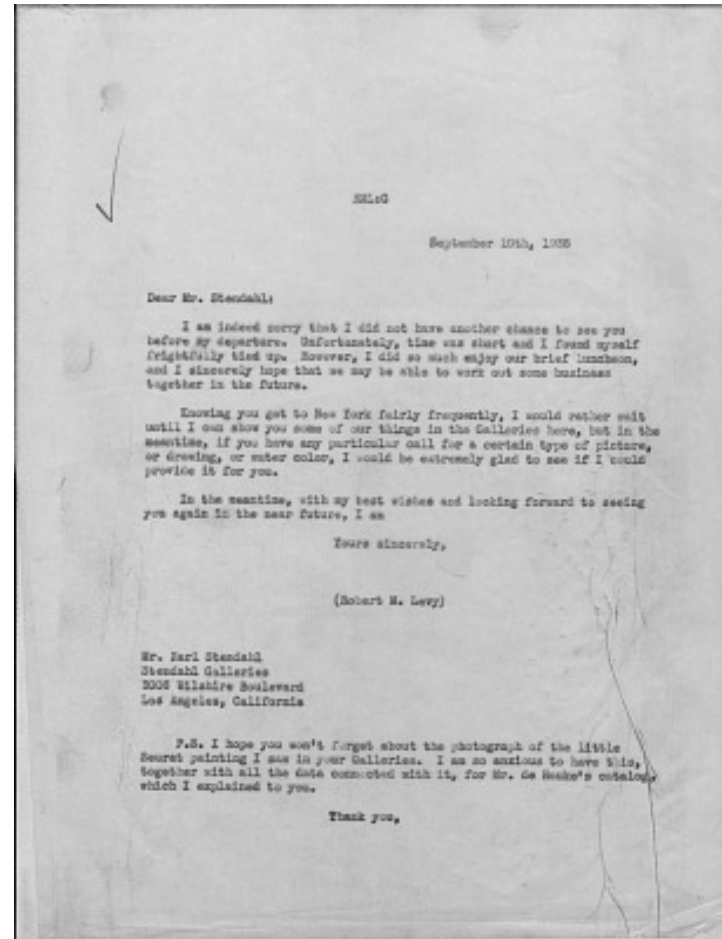 September 19th, 1935
Dear Mr. Stendahl:
I am indeed sorry that I did not have another chance to see you
before my departure. Unfortunately, time was short and I found myself
frightfully tied up. However, I did so much enjoy our brief luncheon,
and I sincerely hope that we may be able to work out some business
together in the future.
Knowing you get to New York fairly frequently, I would rather wait
until I can show you some of our things in the Galleries here, but in the
meantime, if you have any particular call for a certain type of picture,
or drawing, or water color, I would be extremely glad to see if I could
provide it for you.
In the meantime, with my best wishes and looking forward to seeing
you again in the near future, I am
Yours sincerely,
(Robert M. Levy)
Mr. Earl Stendahl
Stendahl Galleries
Wilshire Boulevard
Los Angeles, California
P.S. I hope you won't forget about the photograph of the little
Seurat painting I saw in your Galleries. I am so anxious to have this,
together with all the data connected with it, for Mr. de Hauke's catalog,
which I explained to you.
Thank you,